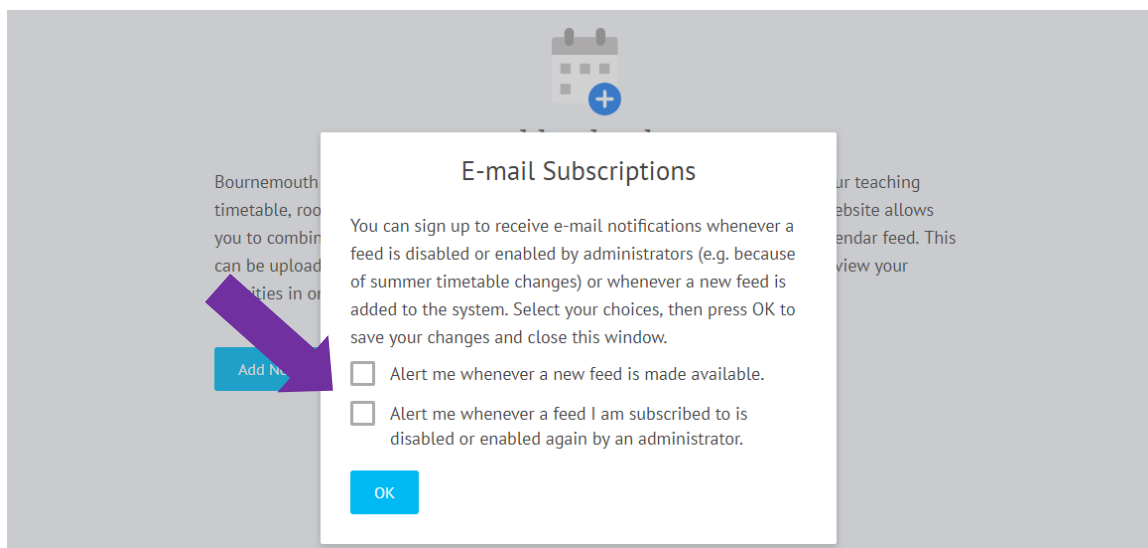 E-mail Subscriptions
Bournemouth
ur teaching
timetable, roo
ebsite allows
you to combin
endar feed. This
can be upload
view your
ities in or
You can sign up to receive e-mail notifications whenever a
feed is disabled or enabled by administrators (e.g. because
of summer timetable changes) or whenever a new feed is
added to the system. Select your choices, then press OK to
save your changes and close this window.
Add N
Alert me whenever a new feed is made available.
Alert me whenever a feed I am subscribed to is
disabled or enabled again by an administrator.
OK